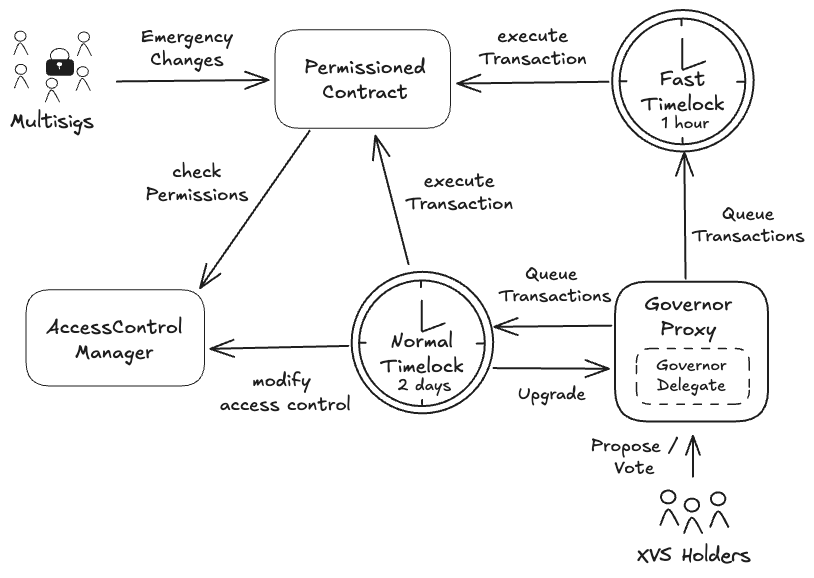 Emergency
Changes
Permissioned
Contract
execute
Transaction
Fast
Timelock
1 hour
Multisigs
check
Permissions
execute
Transaction
Queue
Transactions
AccessControl
Manager
Normal
Timelock
2 days
Queue
Transactions
Governor
Proxy
Governor
Delegate
modify
access control
Upgrade
Propose /
Vote
XVS Holders